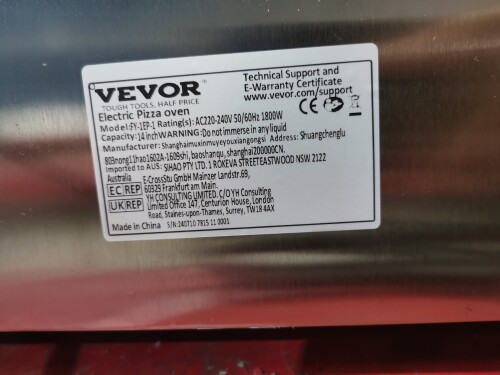 VEVOR®
TOUGH TOOLS, HALF PRICE
Technical Support and
E-Warranty Certificate
www.vevor.com/support
Electric Pizza oven
Model:FY-1EP-1 Rating(s): AC220-240V 50/60Hz 1800W
Capacity:14 inch WARNING: Do not immerse in any liquid
CE
Manufacturer: Shanghaimuxinmuyeyouxiangongsi Address: Shuangchenglu
803nong11hao1602A-1609shi, baoshanqu, shanghai 200000CN.
Imported to AUS: SIHAO PTY LTD. 1 ROKEVA STREETEASTWOOD NSW 2122
Australia
EC REP
E-CrossStu GmbH Mainzer Landstr.69,
60329 Frankfurt am Main.
UK REP
YH CONSULTING LIMITED. C/O YH Consulting
Limited Office 147, Centurion House, London
Road, Staines-upon-Thames, Surrey, TW18 4AX
Made in China S/N:240710 7815 11 0001